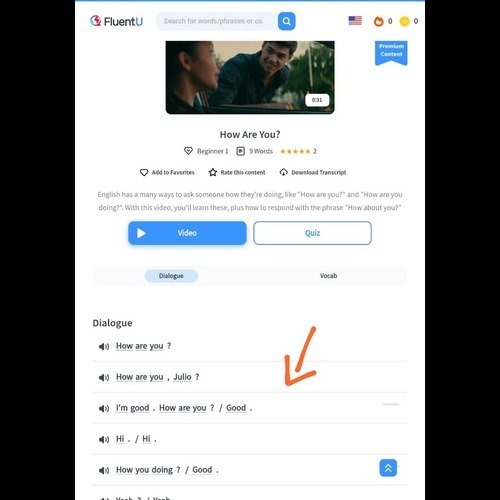 FluentU
Search for words/phrases or co
0
0
Premium
Content
0:31
How Are You?
Beginner 1
9 Words
2
Add to Favorites
Rate this content
Download Transcript
English has many ways to ask someone how they're doing, like "How are you?" and "How are you
doing?". With this video, you'll learn these, plus how to respond with the phrase "How about you?"
Video
Quiz
Dialogue
Vocab
Dialogue
How are you ?
How are you , Julio ?
I'm good . How are you ? / Good .
Hi . / Hi .
How you doing ? / Good .
Yeah ? / Yeah